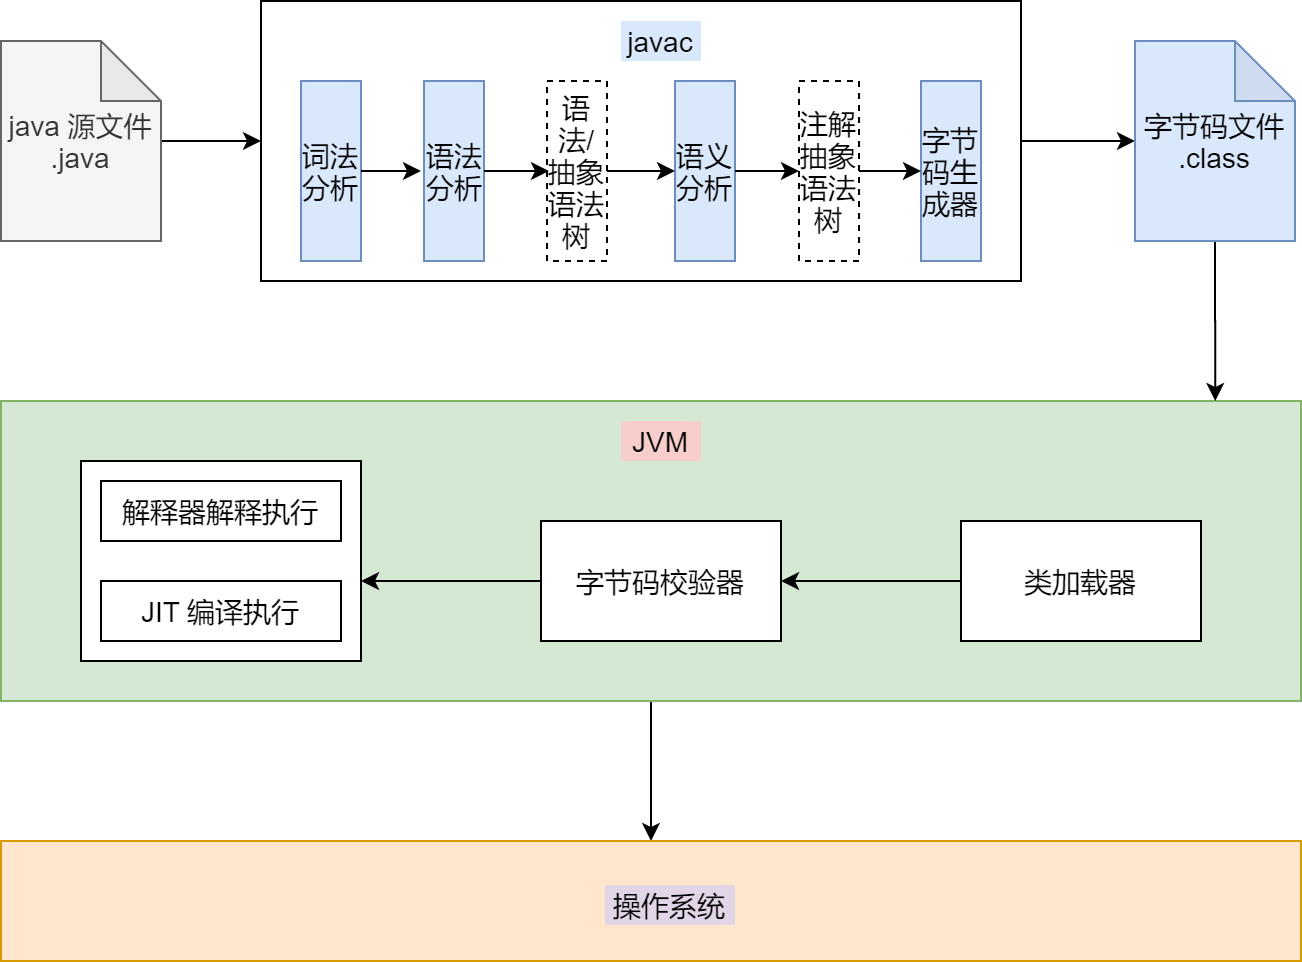 javac
java 源文件
.java
词法
分析
语法
分析
语
法/
抽象
语法
树
语义
分析
注解
抽象
语法
树
字节
码生
成器
字节码文件
.class
JVM
解释器解释执行
JIT 编译执行
字节码校验器
类加载器
操作系统